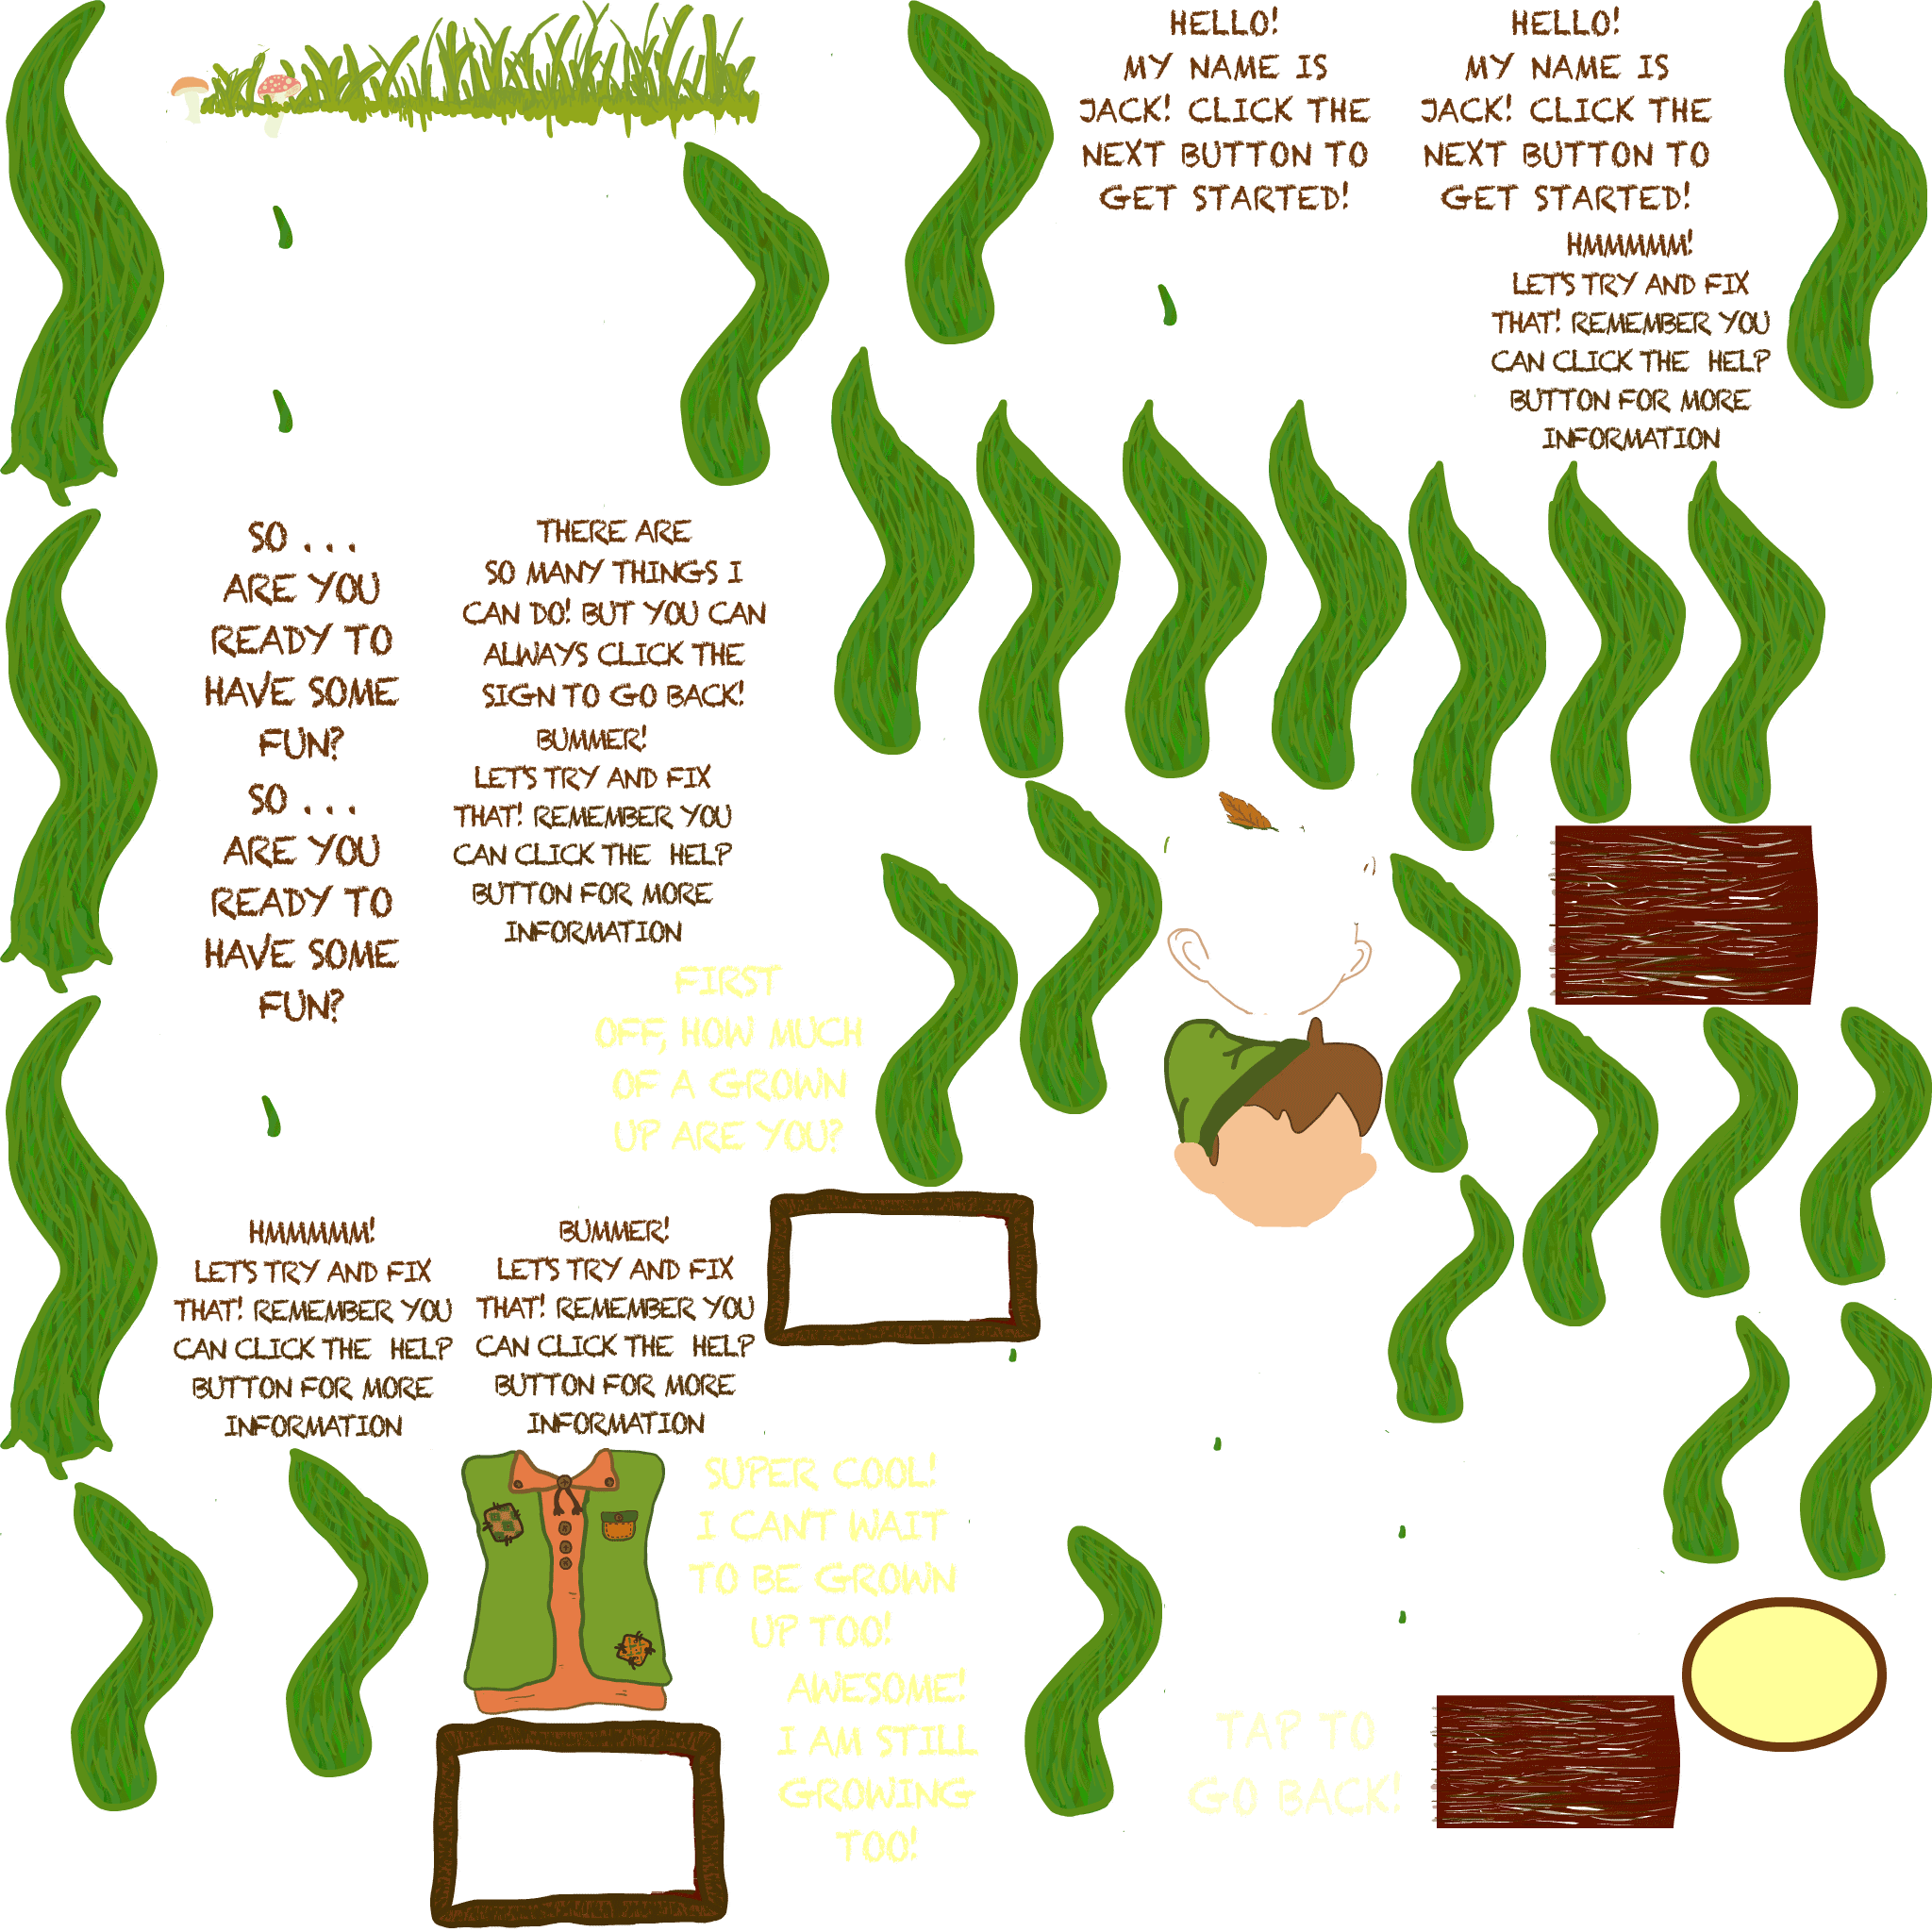 HELLO!
MY NAME IS
JACK! CLICK THE
NEXT BUTTON TO
GET STARTED!
HELLO!
MY NAME IS
JACK! CLICK THE
NEXT BUTTON TO
GET STARTED!
HMMMMM!
LET'S TRY AND FIX
THAT! REMEMBER YOU
CAN CLICK THE HELP
BUTTON FOR MORE
INFORMATION
SO . . .
ARE YOU
READY TO
HAVE SOME
FUN?
THERE ARE
SO MANY THINGS I
CAN DO! BUT YOU CAN
ALWAYS CLICK THE
SIGN TO GO BACK!
BUMMER!
LET'S TRY AND FIX
THAT! REMEMBER YOU
CAN CLICK THE HELP
BUTTON FOR MORE
INFORMATION
SO . . .
ARE YOU
READY TO
HAVE SOME
FUN?
FIRST
OFF, HOW MUCH
OF A GROWN
UP ARE YOU?
HMMMMM!
LET'S TRY AND FIX
THAT! REMEMBER YOU
CAN CLICK THE HELP
BUTTON FOR MORE
INFORMATION
BUMMER!
LET'S TRY AND FIX
THAT! REMEMBER YOU
CAN CLICK THE HELP
BUTTON FOR MORE
INFORMATION
SUPER COOL!
I CAN'T WAIT
TO BE GROWN
UP TOO!
AWESOME!
I AM STILL
GROWING
TOO!
TAP TO
GO BACK!